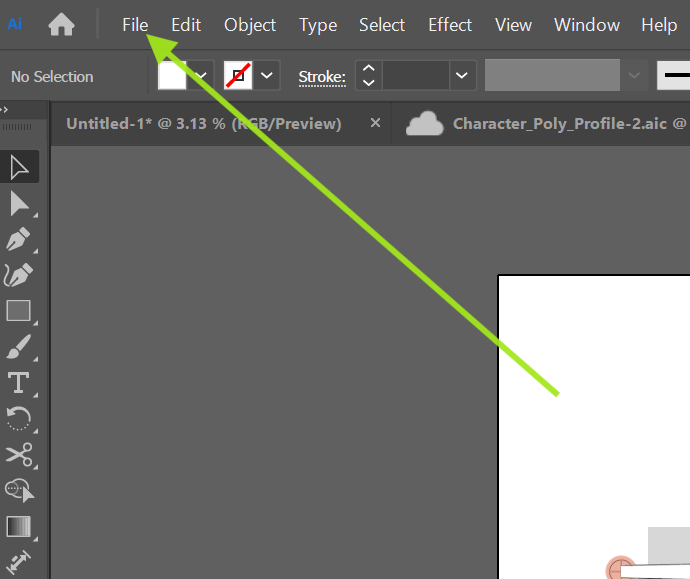 Ai File Edit Object Type Select Effect View Window Help
No Selection Stroke:
Untitled-1* @ 3.13 % (RGB/Preview) × Character_Poly_Profile-2.aic @